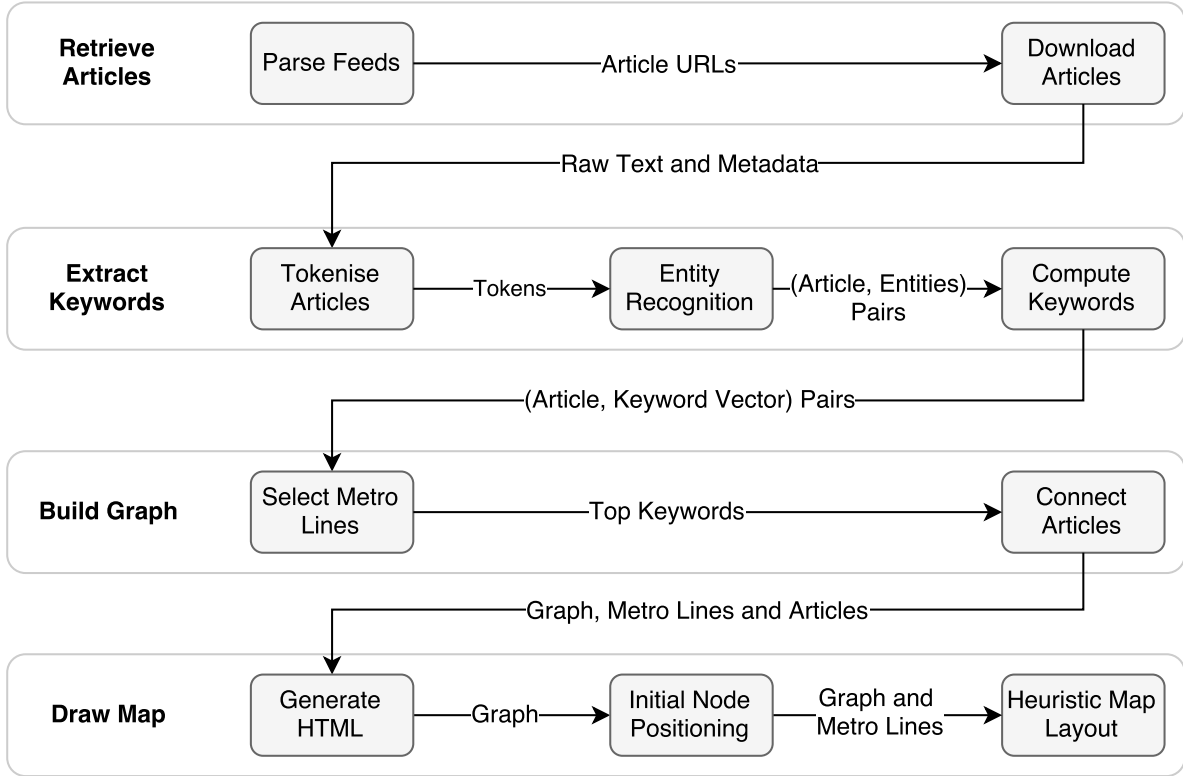 Retrieve
Articles
Parse Feeds
Article URLs
Download
Articles
Raw Text and Metadata
Extract
Keywords
Tokenise
Articles
Tokens
Entity
Recognition
(Article, Entities)
Pairs
Compute
Keywords
(Article, Keyword Vector) Pairs
Build Graph
Select Metro
Lines
Top Keywords
Connect
Articles
Graph, Metro Lines and Articles
Draw Map
Generate
HTML
Graph
Initial Node
Positioning
Graph and
Metro Lines
Heuristic Map
Layout